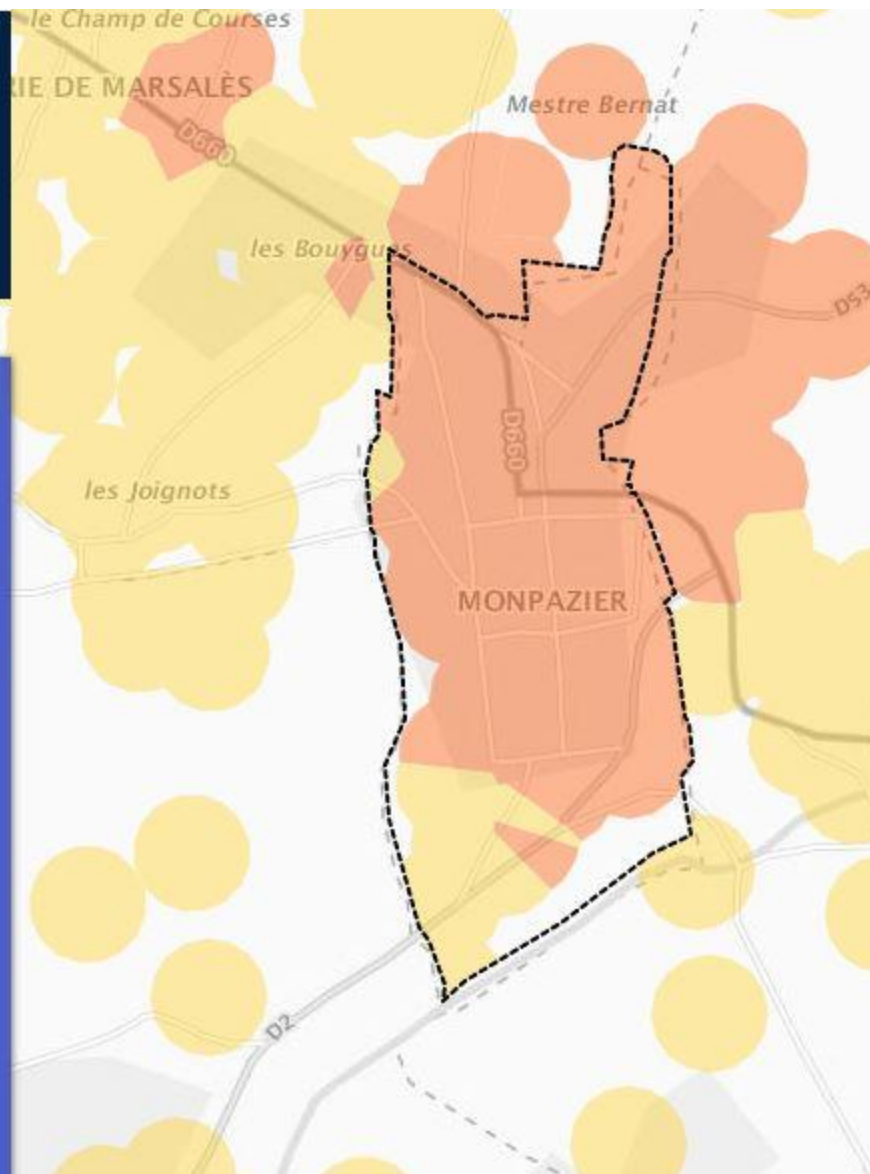 le Champ de Courses
RIE DE MARSALÈS
D660
Mestre Bernat
les Bouygues
D53
D660
les Joignots
MONPAZIER
D2